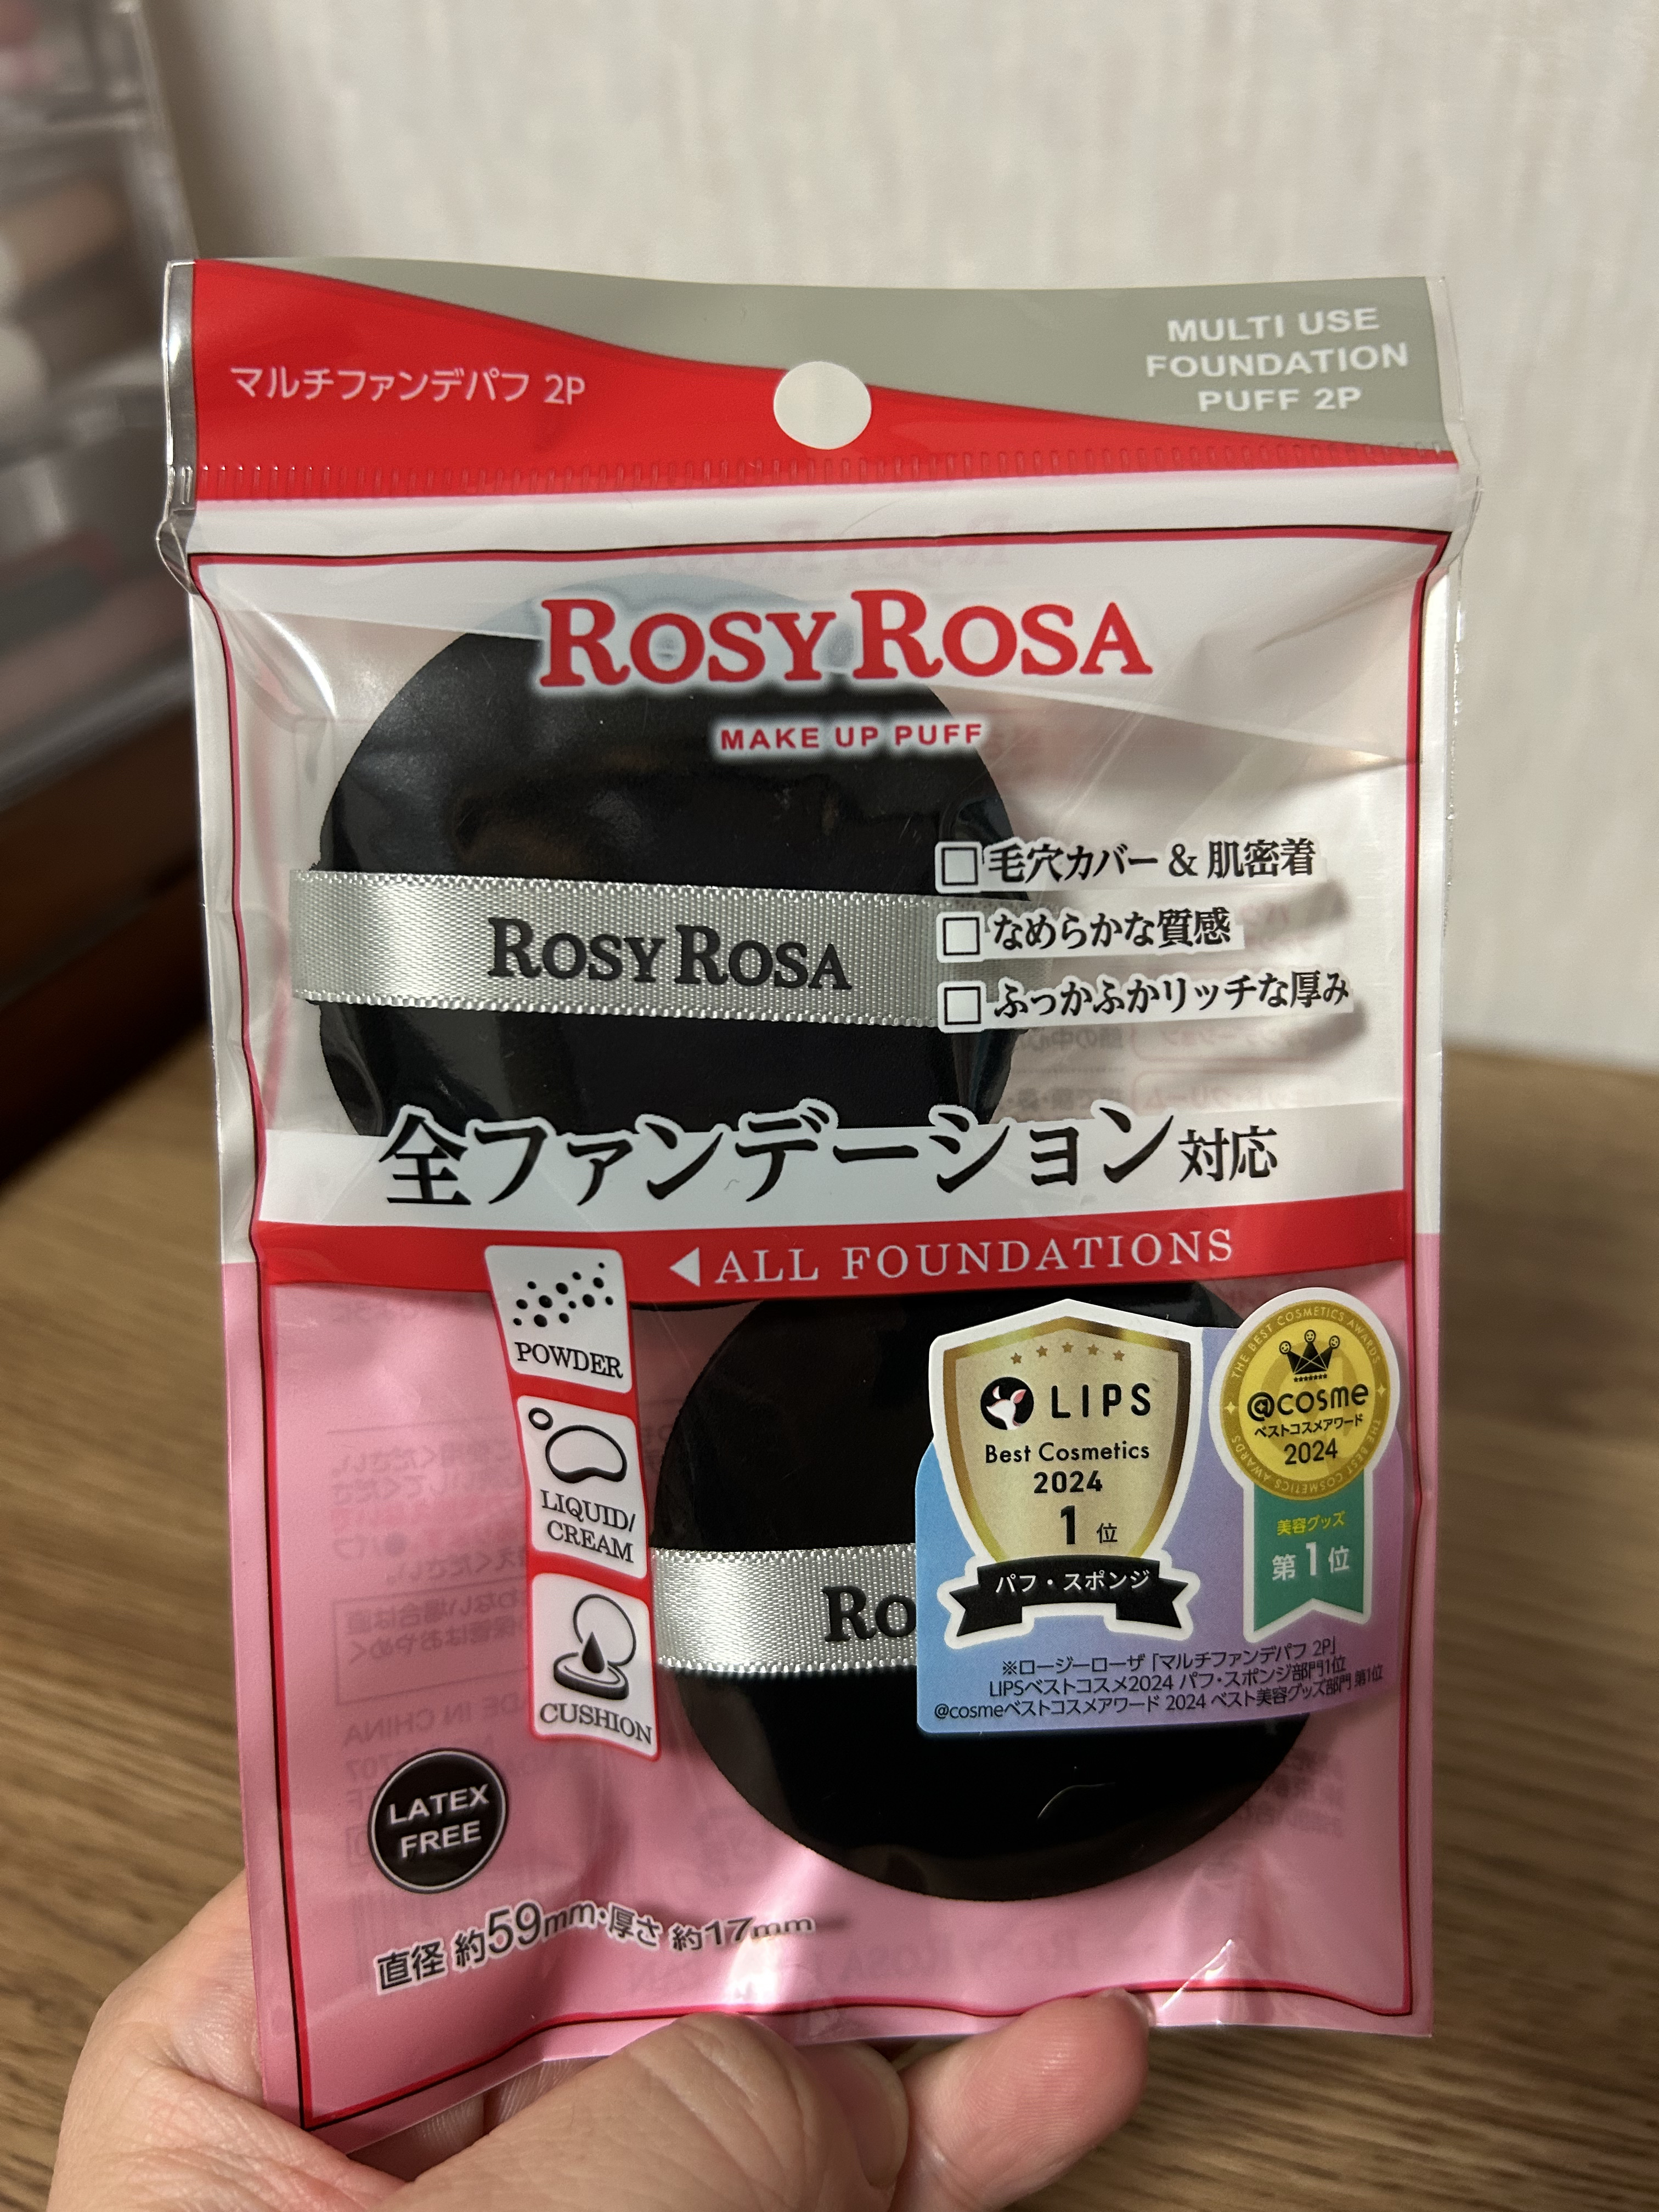 マルチファンデパフ 2P
MULTI USE
FOUNDATION
PUFF 2P
ROSY ROSA
MAKE UP PUFF
ROSY ROSA
□毛穴カバー & 肌密着
□なめらかな質感
□ふっかふかリッチな厚み
全ファンデーション対応
◀ALL FOUNDATIONS
POWDER
LIQUID/
CREAM
CUSHION
RO
LIPS
Best Cosmetics
2024
1位
パフ・スポンジ
THE BEST COSMETICS AWARDS
THE BEST COSMETICS AWARDS
@cosme
ベストコスメアワード
2024
美容グッズ
第1位
※ロージーローザ「マルチファンデパフ 2P」
LIPSベストコスメ2024 パフ・スポンジ部門1位
@cosmeベストコスメアワード 2024 ベスト美容グッズ部門 第1位
LATEX
FREE
直径 約59mm・厚さ 約17mm